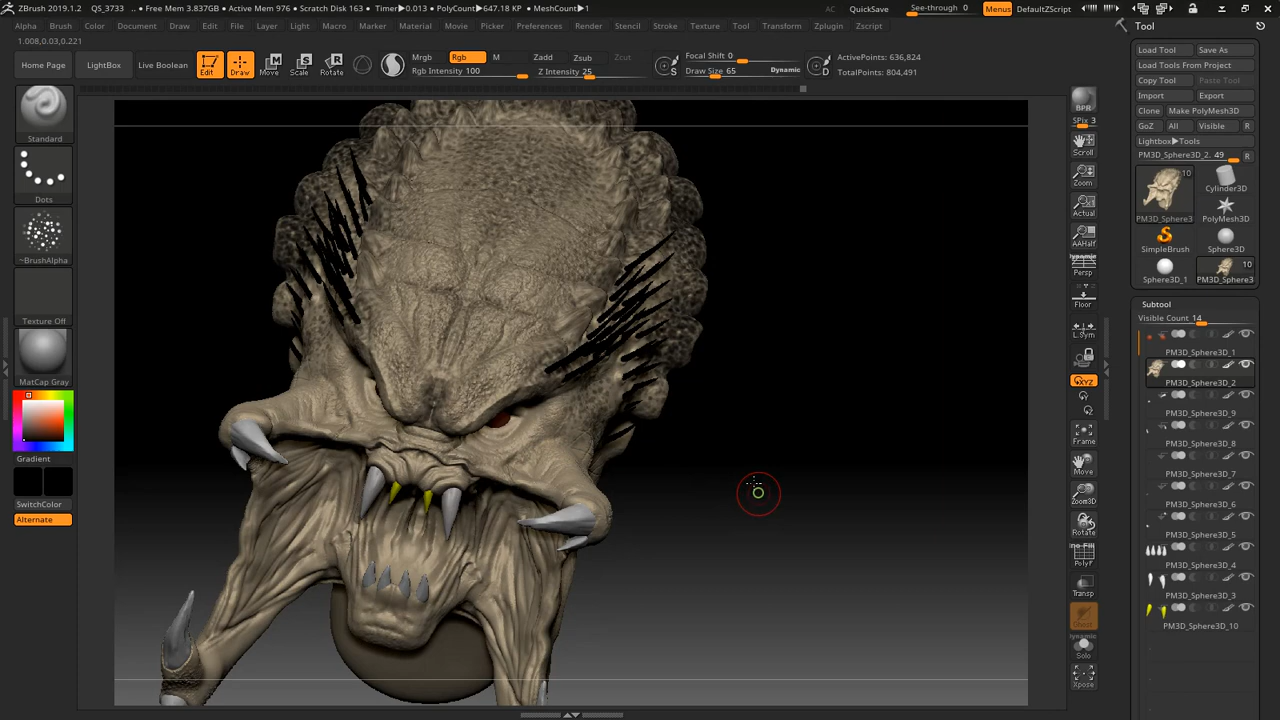 ZBrush 2019.1.2 QS_3733 • Free Mem 3.837GB • Active Mem 976 • Scratch Disk 163 • Timer▶0.013 • PolyCount▶647.18 KP • MeshCount▶1 AC QuickSave See-through 0 Menus DefaultZScript
Alpha Brush Color Document Draw Edit File Layer Light Macro Marker Material Movie Picker Preferences Render Stencil Stroke Texture Tool Transform Zplugin Zscript
1.008,0.03,0.221
Home Page LightBox Live Boolean Edit Draw Move Scale Rotate
Mrgb Rgb M Zadd Zsub Zcut
Rgb Intensity 100 Z Intensity 25
Focal Shift 0
Draw Size 65 Dynamic
S D
ActivePoints: 636,824
TotalPoints: 804,491
Standard
Dots
~BrushAlpha
Texture Off
MatCap Gray
Gradient
SwitchColor
Alternate
BPR
SPix 3
Scroll
Zoom
Actual
AAHalf
Dynamic
Persp
Floor
L.Sym
XYZ
Frame
Move
Zoom3D
Rotate
Line Fill
PolyF
Transp
Ghost
Dynamic
Solo
Xpose
Tool
Load Tool Save As
Load Tools From Project
Copy Tool Paste Tool
Import Export
Clone Make PolyMesh3D
GoZ All Visible R
Lightbox▶Tools
PM3D_Sphere3D_2. 49 R
10
PM3D_Sphere3 Cylinder3D
PolyMesh3D
SimpleBrush Sphere3D
10
Sphere3D_1 PM3D_Sphere3
Subtool
Visible Count 14
PM3D_Sphere3D_1
PM3D_Sphere3D_2
PM3D_Sphere3D_9
PM3D_Sphere3D_8
PM3D_Sphere3D_7
PM3D_Sphere3D_6
PM3D_Sphere3D_5
PM3D_Sphere3D_4
PM3D_Sphere3D_3
PM3D_Sphere3D_10